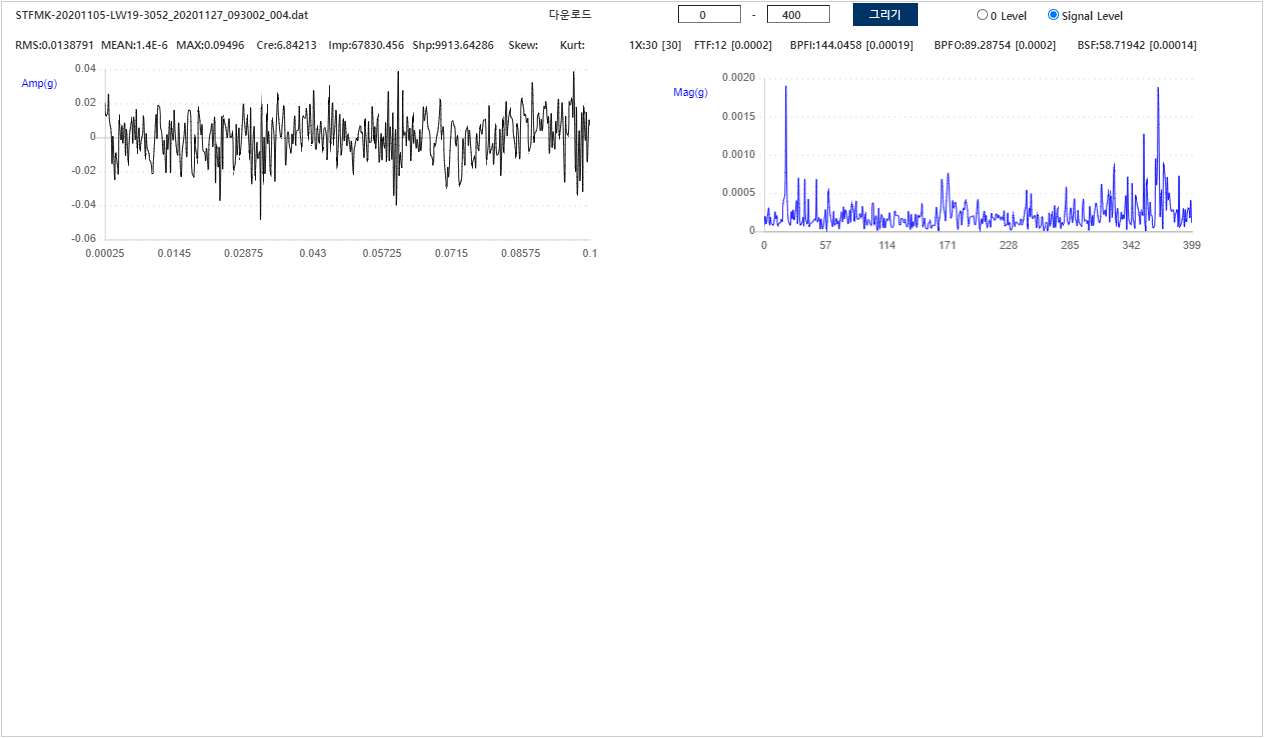 STFMK-20201105-LW19-3052_20201127_093002_004.dat 다운로드 0 - 400 그리기 0 Level Signal Level
RMS:0.0138791 MEAN:1.4E-6 MAX:0.09496 Cre:6.84213 Imp:67830.456 Shp:9913.64286 Skew: Kurt: 1X:30 [30] FTF:12 [0.0002] BPFI:144.0458 [0.00019] BPFO:89.28754 [0.0002] BSF:58.71942 [0.00014]
Amp(g)
0.04
0.02
0
-0.02
-0.04
-0.06
0.00025 0.0145 0.02875 0.043 0.05725 0.0715 0.08575 0.1
Mag(g)
0.0020
0.0015
0.0010
0.0005
0
0 57 114 171 228 285 342 399